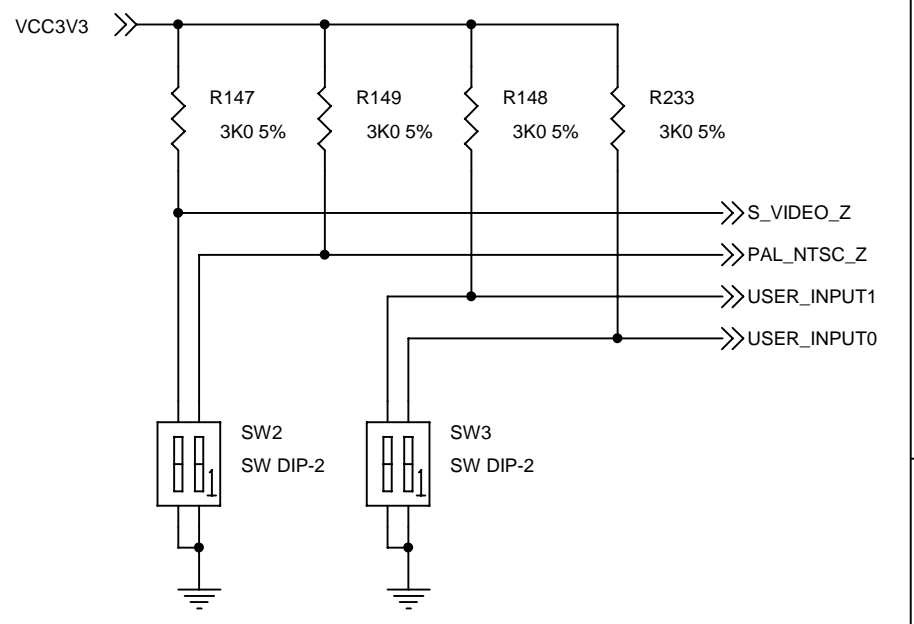 VCC3V3
R147
3K0 5%
R149
3K0 5%
R148
3K0 5%
R233
3K0 5%
S_VIDEO_Z
PAL_NTSC_Z
USER_INPUT1
USER_INPUT0
SW2
SW DIP-2
1
SW3
SW DIP-2
1